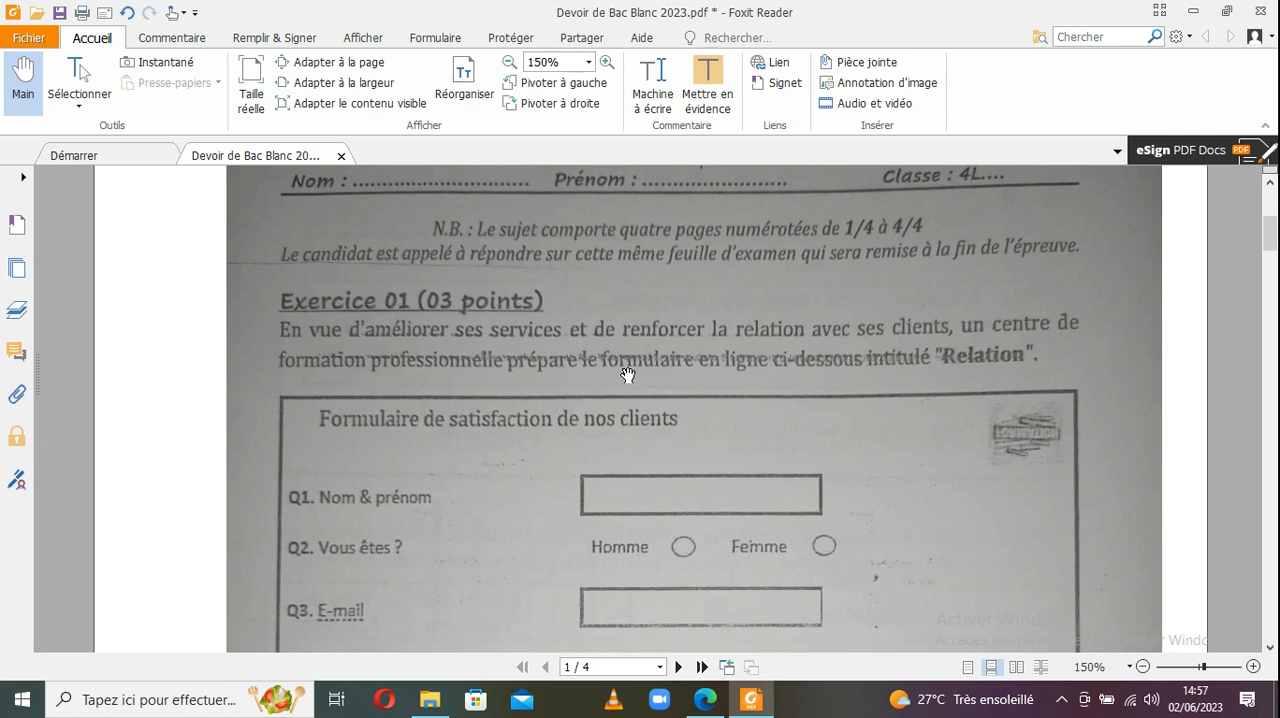 Devoir de Bac Blanc 2023.pdf * - Foxit Reader
Fichier Accueil Commentaire Remplir & Signer Afficher Formulaire Protéger Partager Aide Rechercher... Chercher
Main
Sélectionner
Instantané
Presse-papiers
Outils
Taille réelle
Adapter à la page
Adapter à la largeur
Adapter le contenu visible
Réorganiser
150%
Pivoter à gauche
Pivoter à droite
Afficher
Machine à écrire
Mettre en évidence
Commentaire
Lien
Signet
Liens
Pièce jointe
Annotation d'image
Audio et vidéo
Insérer
Démarrer
Devoir de Bac Blanc 20...
eSign PDF Docs
Nom : ............................. Prénom : ........................ Classe : 4L....
N.B. : Le sujet comporte quatre pages numérotées de 1/4 à 4/4
Le candidat est appelé à répondre sur cette même feuille d'examen qui sera remise à la fin de l'épreuve.
Exercice 01 (03 points)
En vue d'améliorer ses services et de renforcer la relation avec ses clients, un centre de
formation professionnelle prépare le formulaire en ligne ci-dessous intitulé "Relation".
Formulaire de satisfaction de nos clients
FORMATION
Q1. Nom & prénom
Q2. Vous êtes ? Homme Femme
Q3. E-mail
Activer Windows
1 / 4
150%
Tapez ici pour effectuer...
27°C Très ensoleillé
14:57
02/06/2023